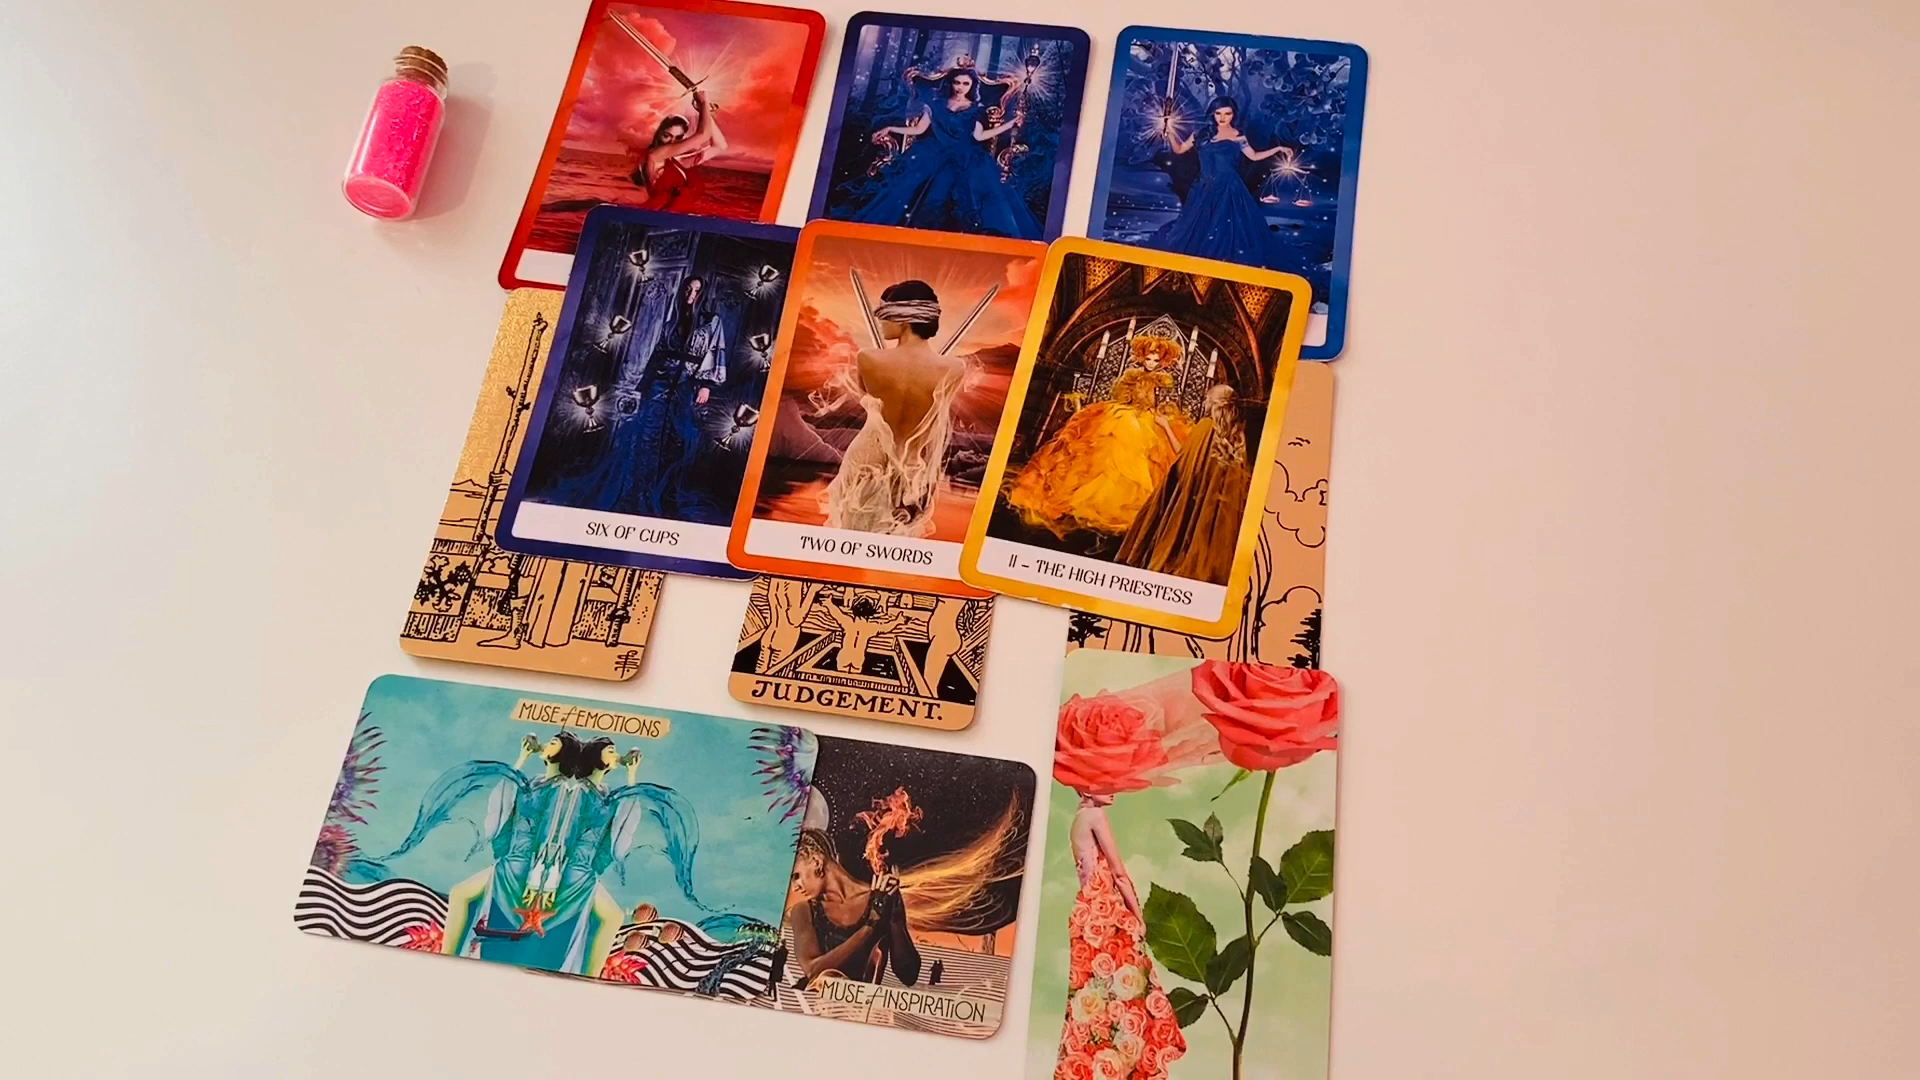 SIX OF CUPS
TWO OF SWORDS
II - THE HIGH PRIESTESS
JUDGEMENT.
MUSE of EMOTIONS
MUSE of INSPIRATION